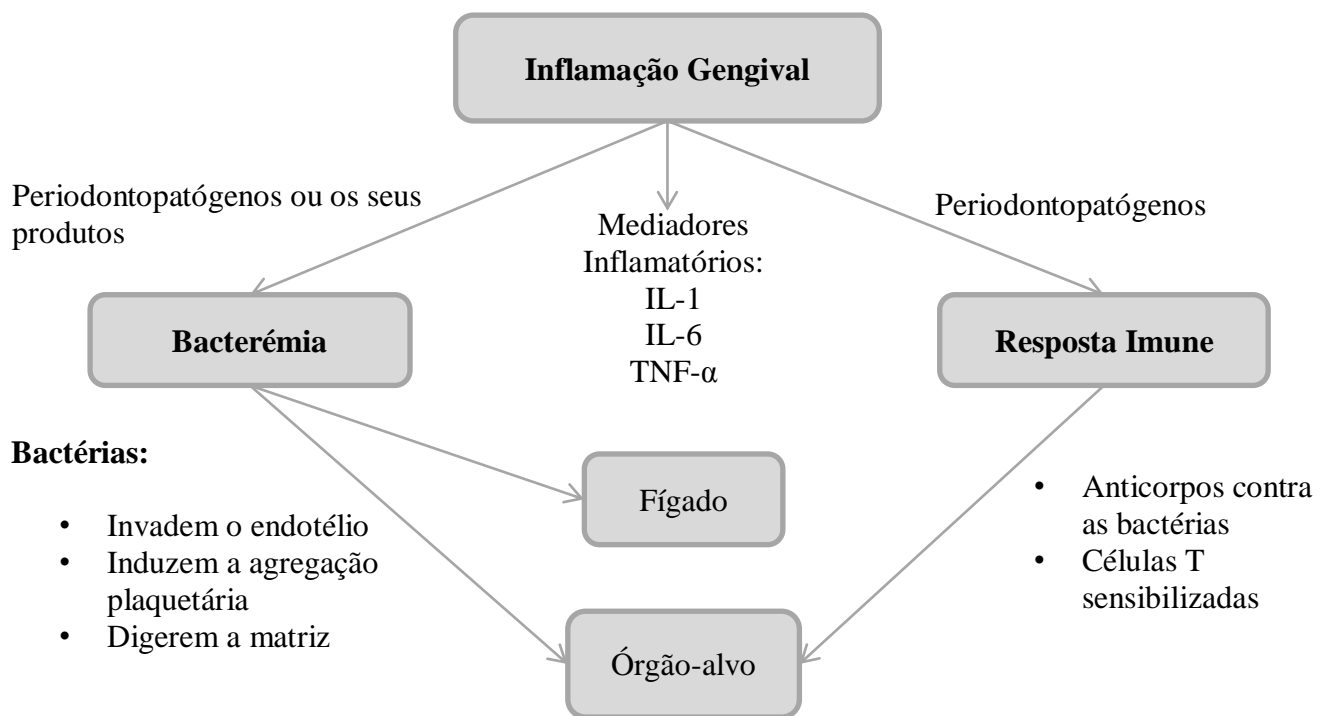 Inflamação Gengival
Periodontopatógenos ou os seus
produtos
Mediadores
Inflamatórios:
IL-1
IL-6
TNF-α
Periodontopatógenos
Bacterémia
Resposta Imune
Bactérias:
• Invadem o endotélio
• Induzem a agregação
plaquetária
• Digerem a matriz
Fígado
Órgão-alvo
• Anticorpos contra
as bactérias
• Células T
sensibilizadas